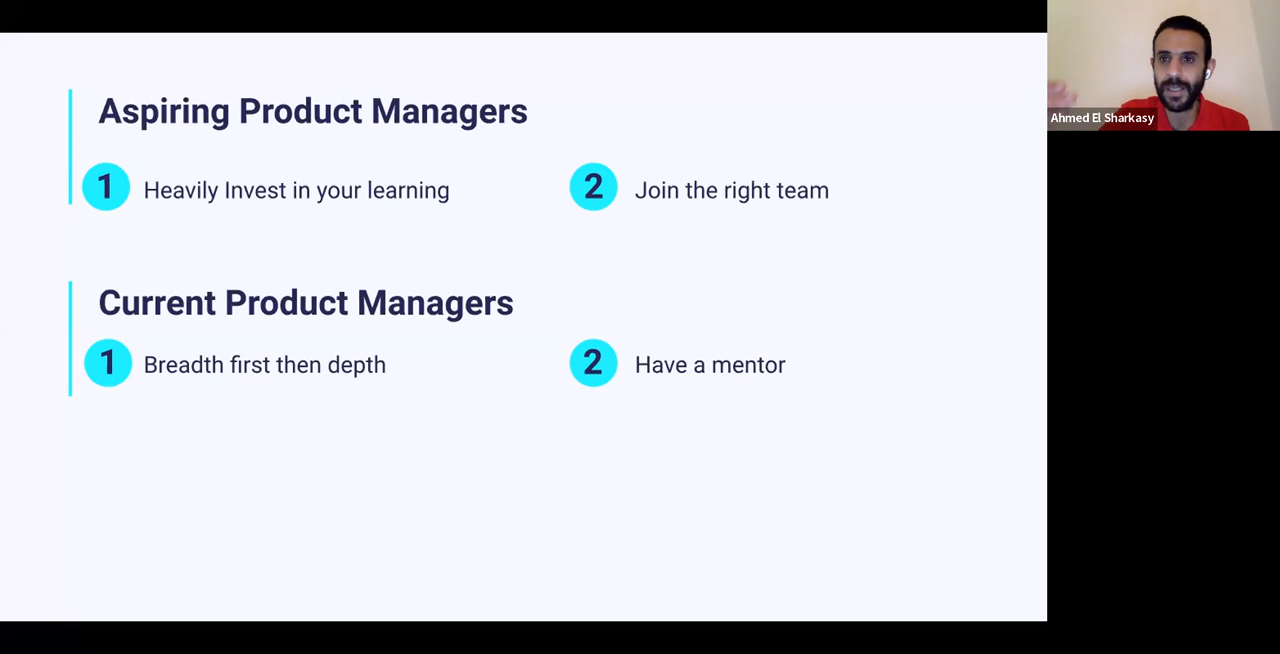 Aspiring Product Managers
1 Heavily Invest in your learning
2 Join the right team
Current Product Managers
1 Breadth first then depth
2 Have a mentor
Ahmed El Sharkasy